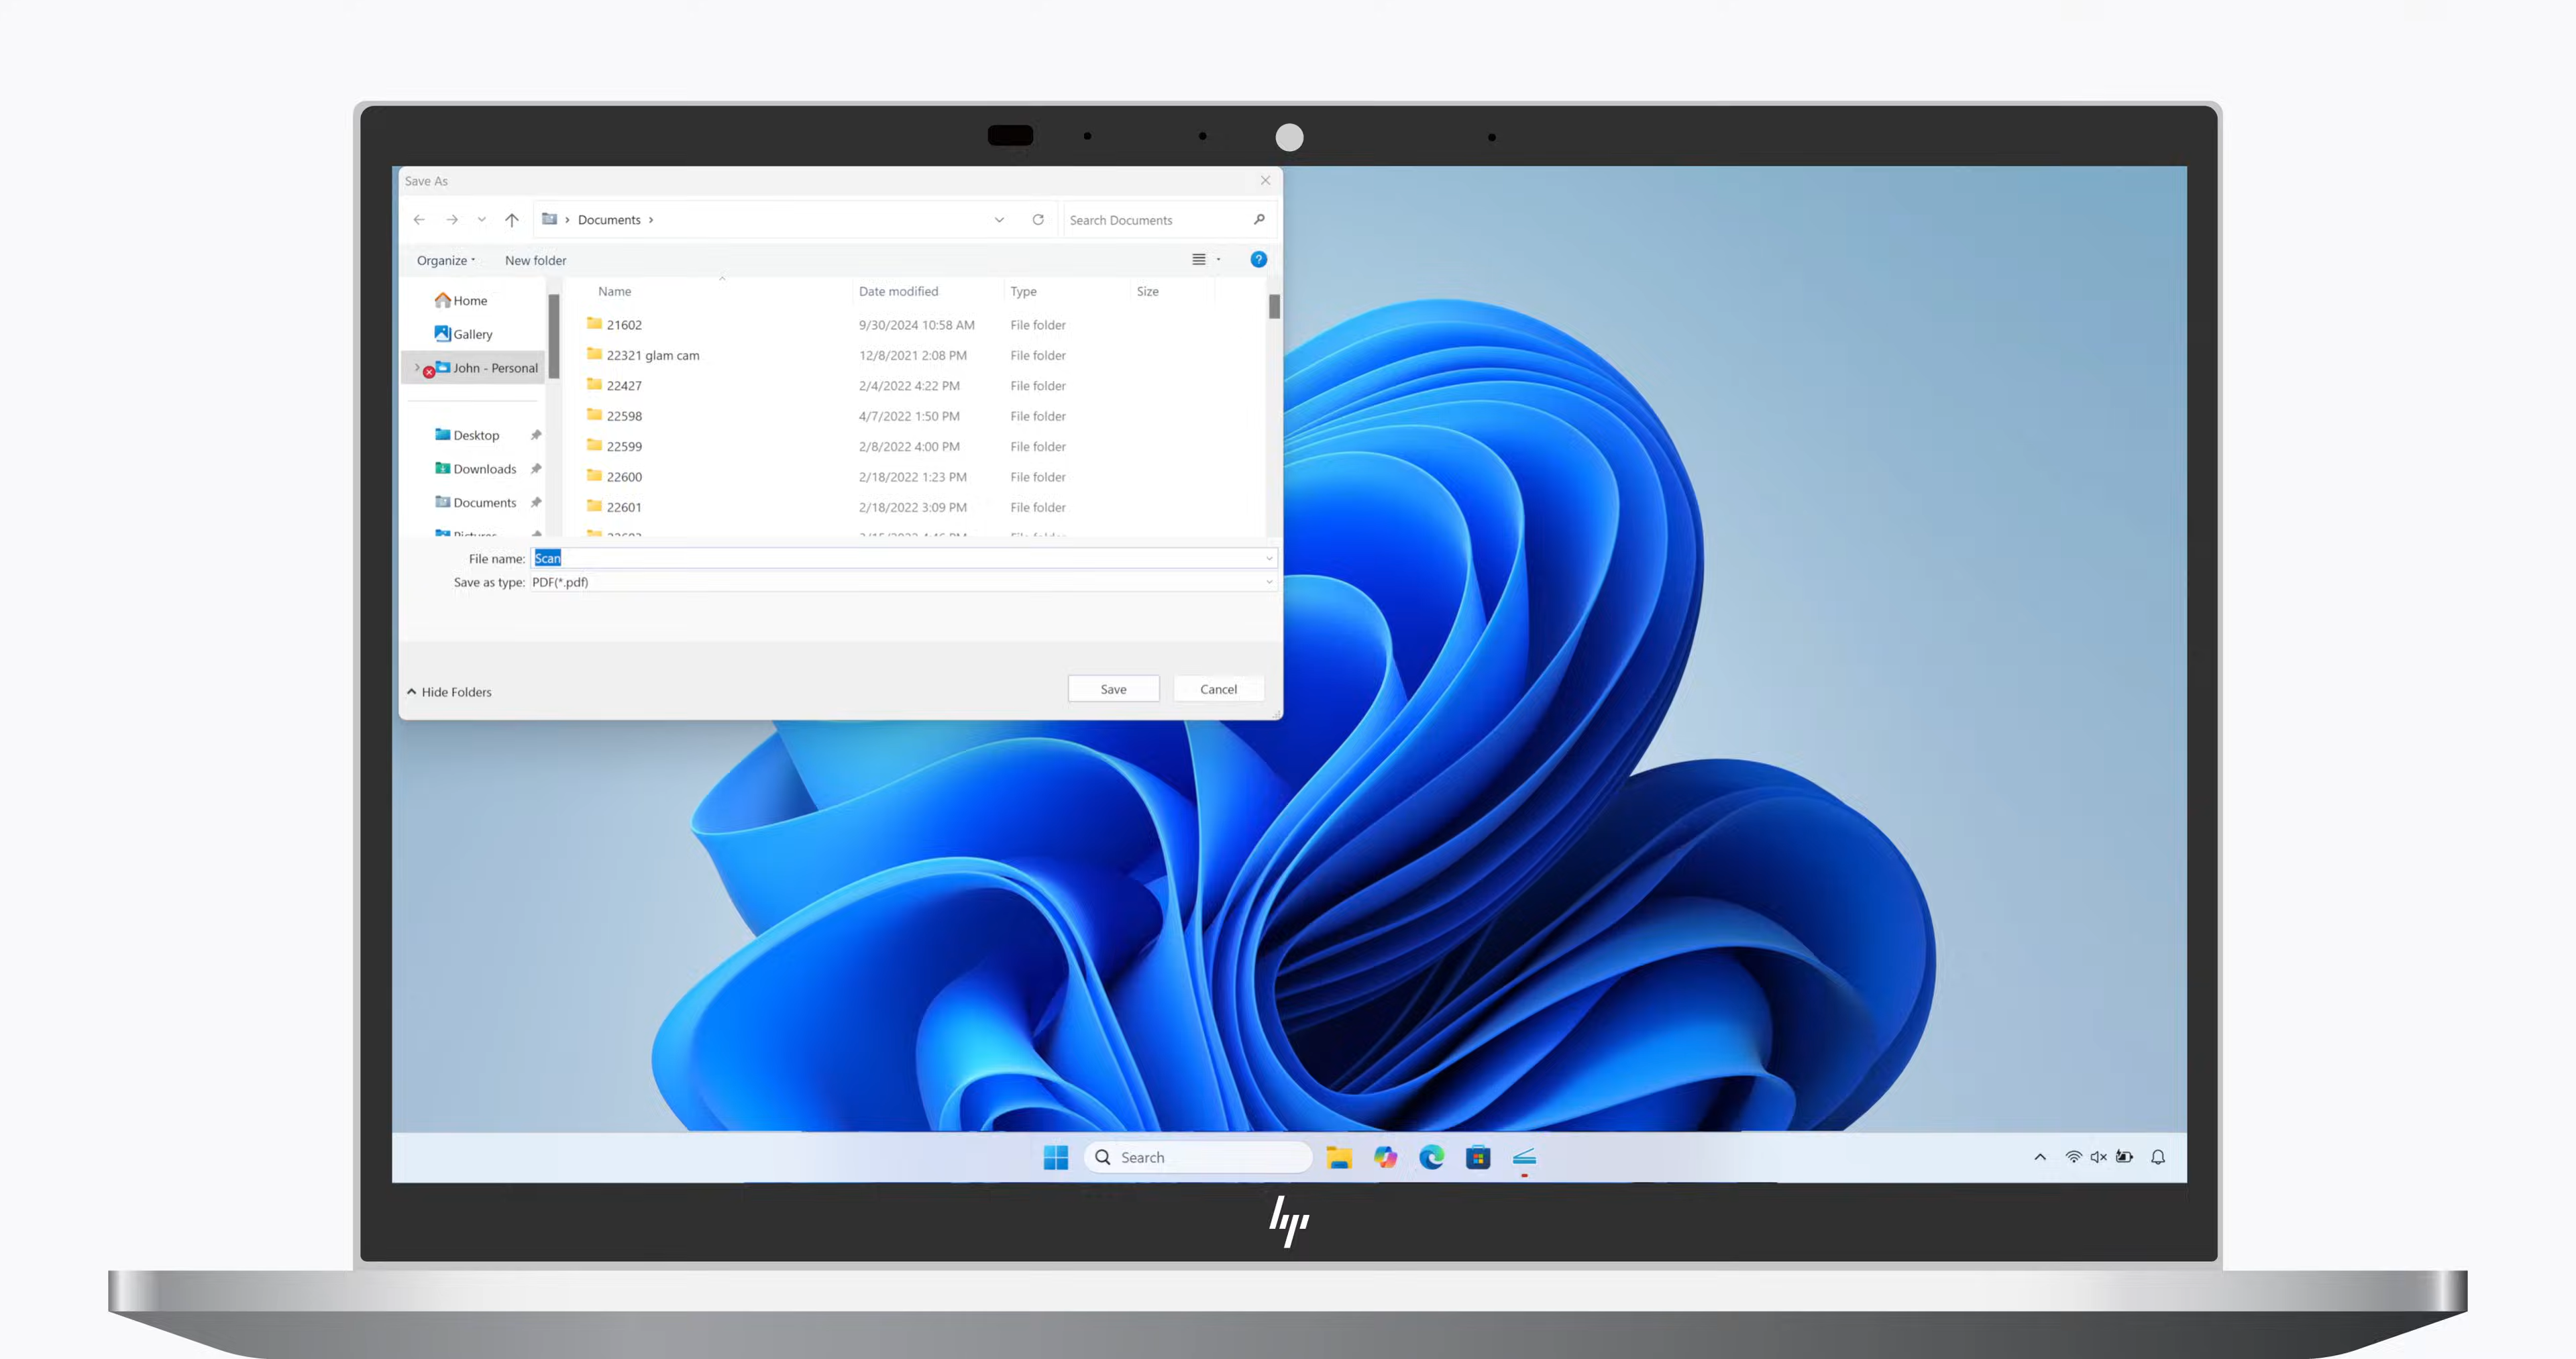 Save As
Documents
Search Documents
Organize
New folder
Name Date modified Type Size
Home
Gallery
John - Personal
Desktop
Downloads
Documents
Pictures
21602 9/30/2024 10:58 AM File folder
22321 glam cam 12/8/2021 2:08 PM File folder
22427 2/4/2022 4:22 PM File folder
22598 4/7/2022 1:50 PM File folder
22599 2/8/2022 4:00 PM File folder
22600 2/18/2022 1:23 PM File folder
22601 2/18/2022 3:09 PM File folder
File name: Scan
Save as type: PDF(*.pdf)
Hide Folders
Save
Cancel
Search
hp